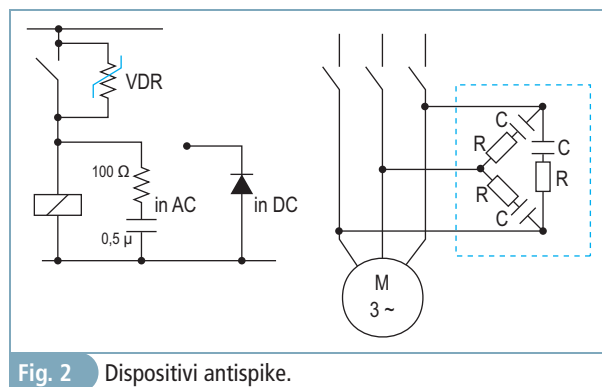 VDR
100 Ω
in AC
in DC
0,5 µ
C
R
C
R
R
C
M
3 ~
Fig. 2 Dispositivi antispike.